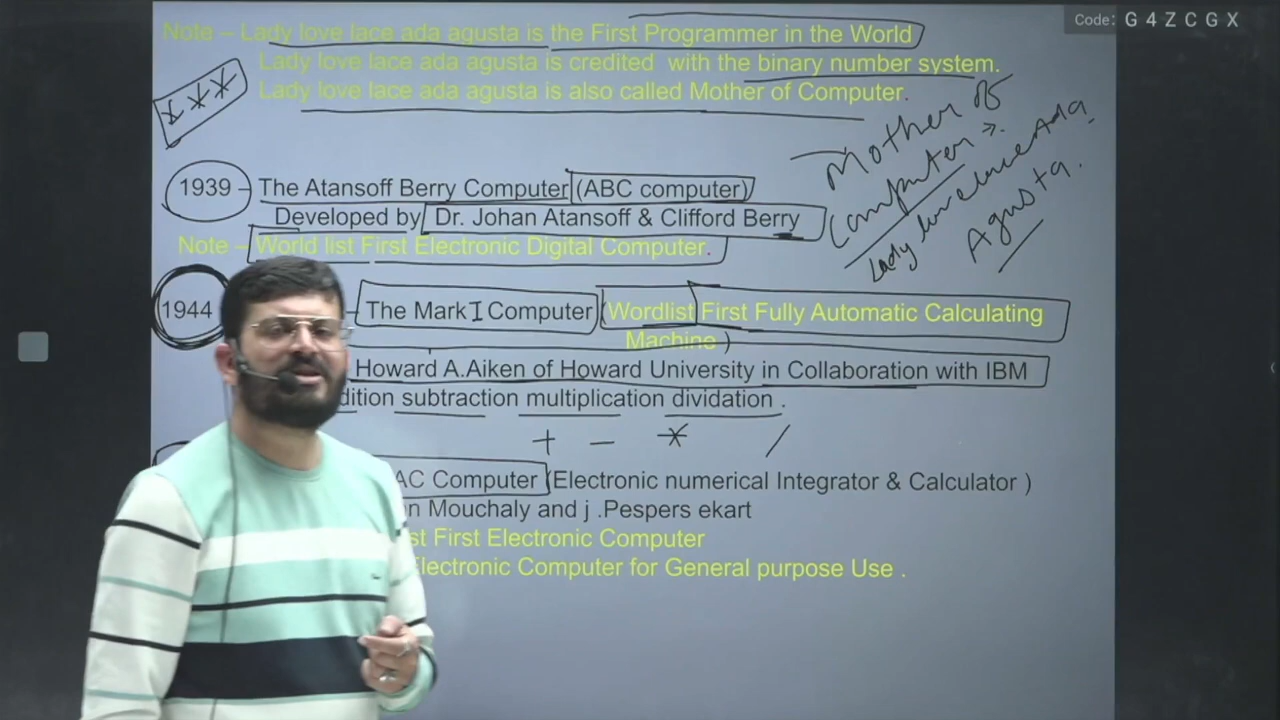 Code: G 4 Z C G X
Note – Lady love lace ada agusta is the First Programmer in the World
Lady love lace ada agusta is credited with the binary number system.
Lady love lace ada agusta is also called Mother of Computer.
Mother of
Computer
Lady lovelace Ada
Agusta.
1939 – The Atansoff Berry Computer (ABC computer)
Developed by Dr. Johan Atansoff & Clifford Berry
Note – World list First Electronic Digital Computer.
1944 – The Mark I Computer (Wordlist First Fully Automatic Calculating
Machine )
Howard A.Aiken of Howard University in Collaboration with IBM
dition subtraction multiplication dividation .
+ – * /
AC Computer (Electronic numerical Integrator & Calculator )
n Mouchaly and j .Pespers ekart
st First Electronic Computer
Electronic Computer for General purpose Use .